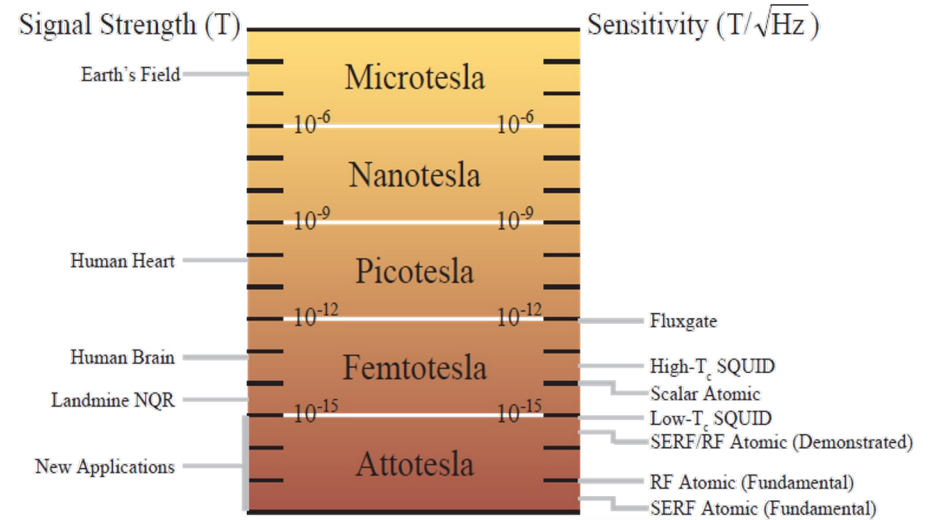 Signal Strength (T)
Sensitivity (T/√Hz )
Earth's Field
Microtesla
10⁻⁶ 10⁻⁶
Nanotesla
10⁻⁹ 10⁻⁹
Human Heart
Picotesla
10⁻¹² 10⁻¹²
Fluxgate
Human Brain
Femtotesla
High-T꜀ SQUID
Scalar Atomic
Landmine NQR
10⁻¹⁵ 10⁻¹⁵
Low-T꜀ SQUID
SERF/RF Atomic (Demonstrated)
New Applications
Attotesla
RF Atomic (Fundamental)
SERF Atomic (Fundamental)